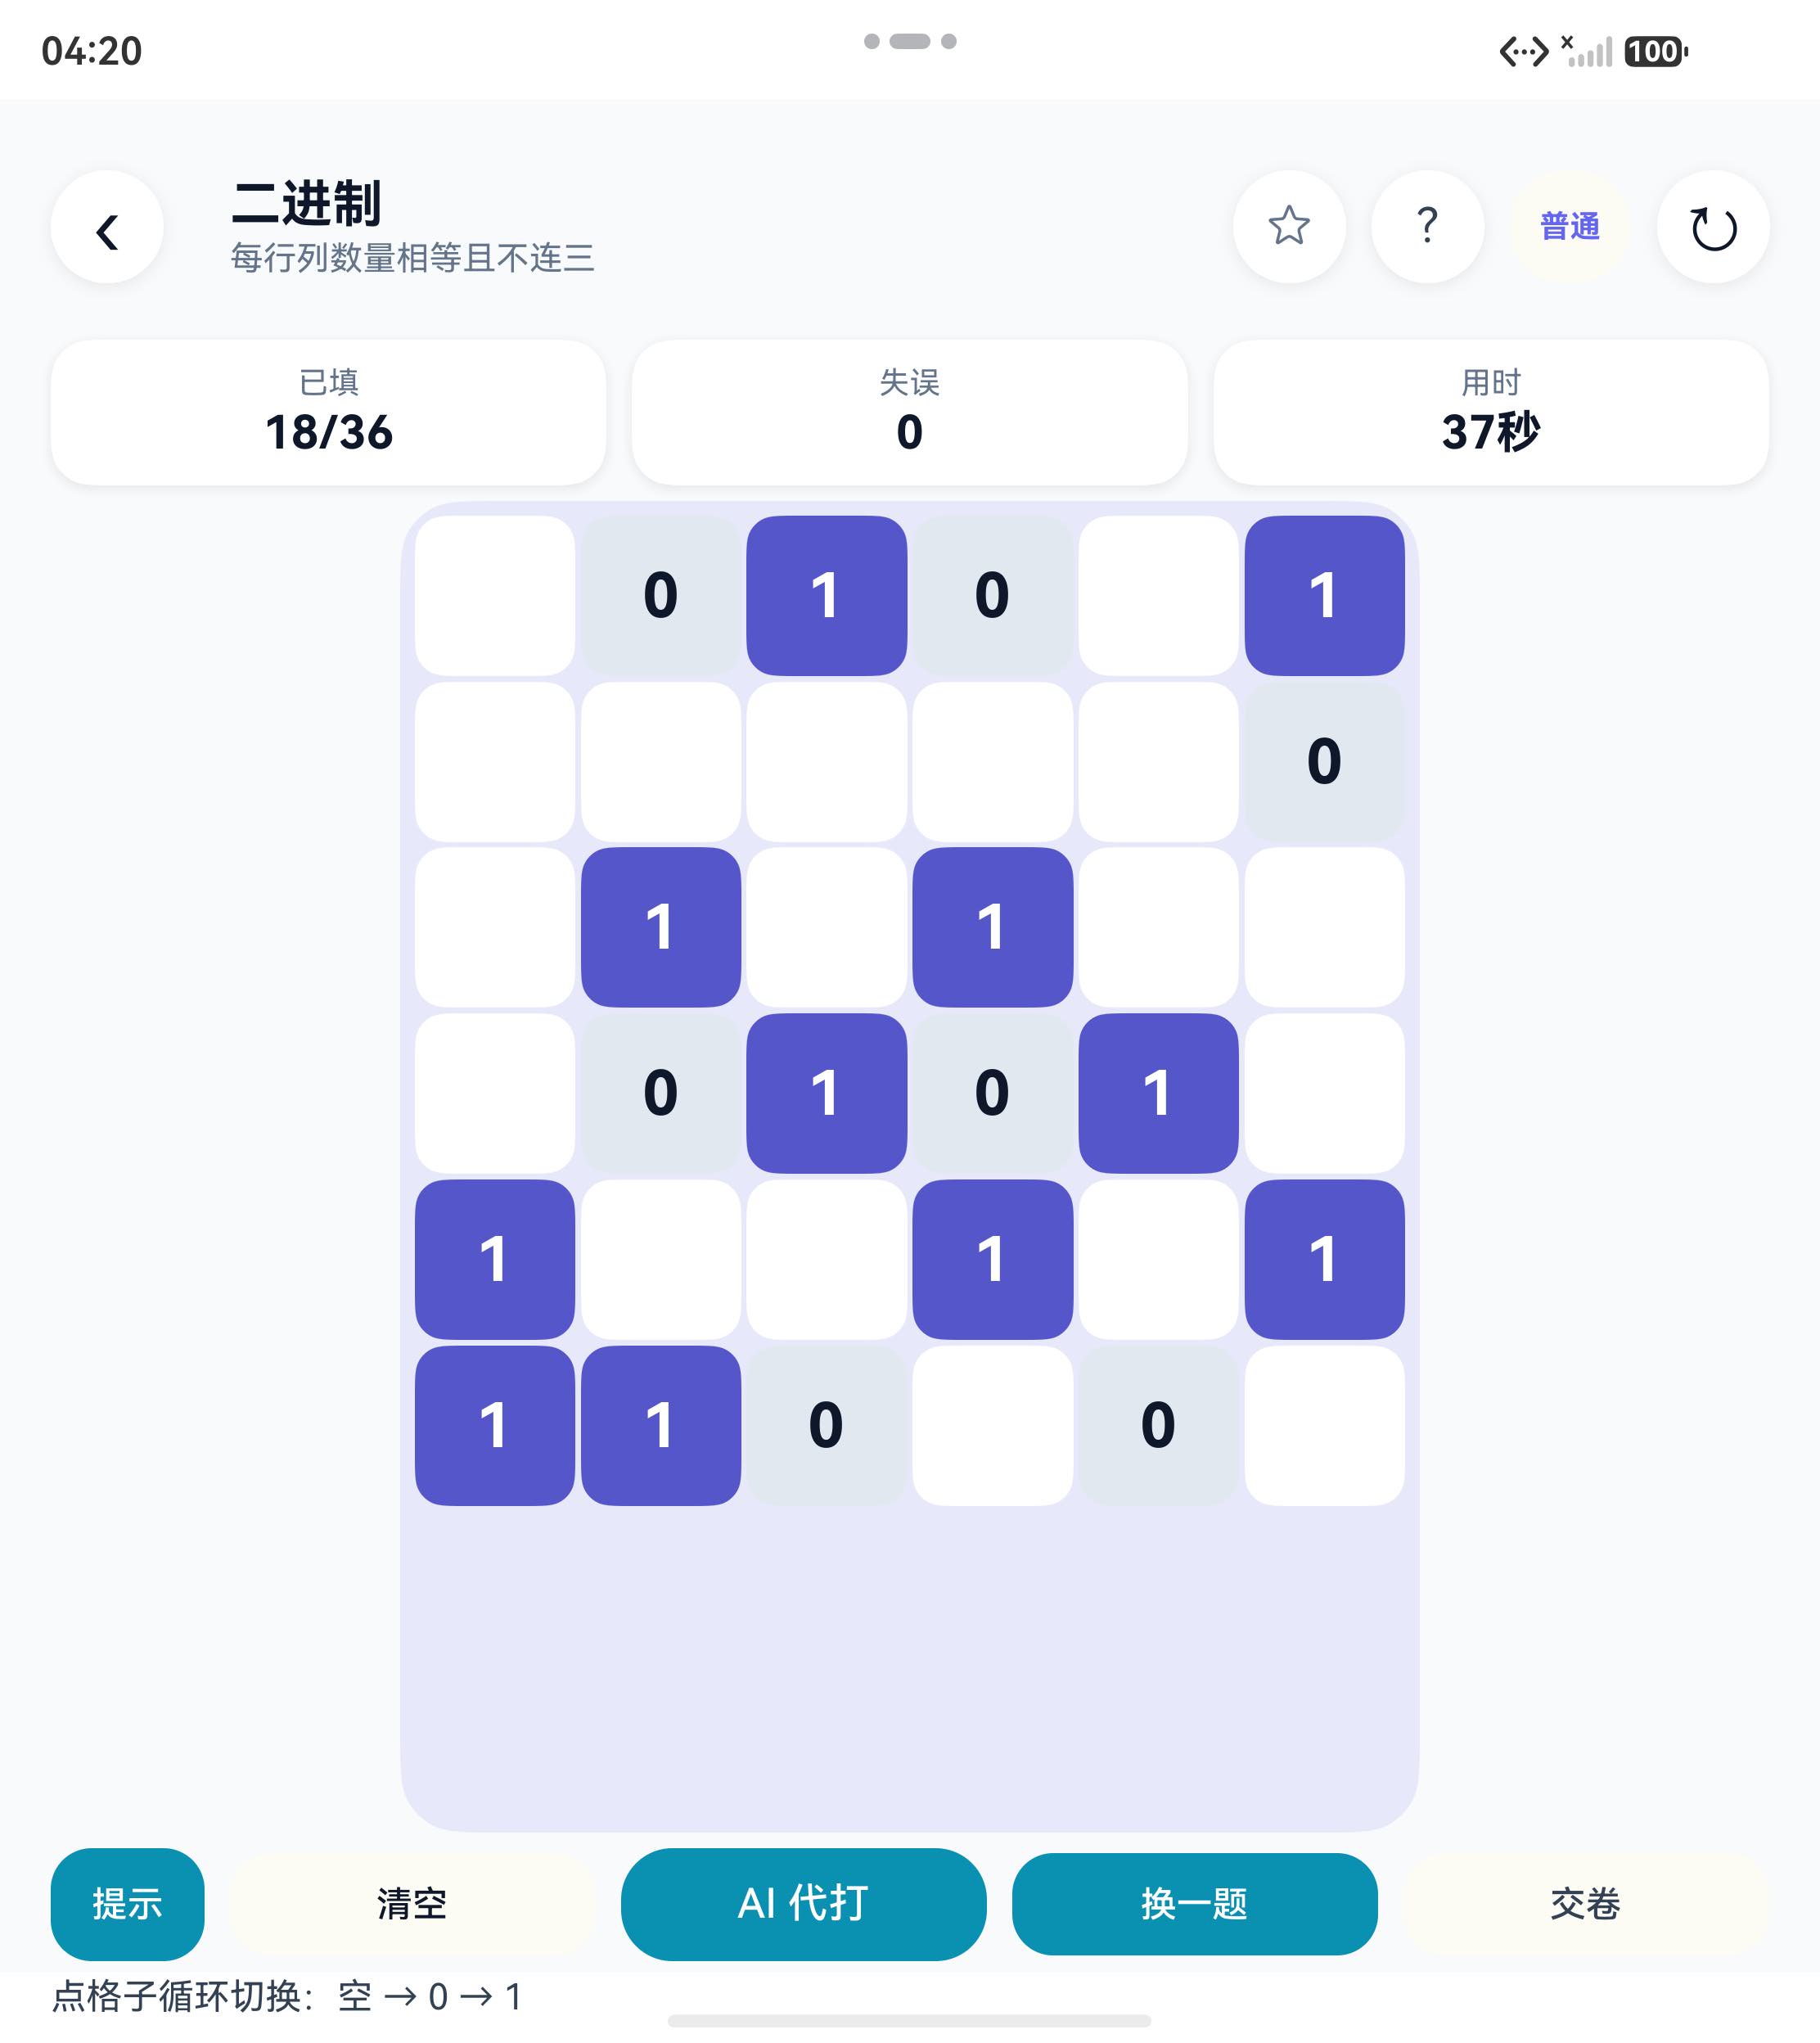 04:20
100
二进制
每行列数量相等且不连三
?
普通
已填
18/36
失误
0
用时
37秒
0 1 0 1
0
1 1
0 1 0 1
1 1 1
1 1 0 0
提示
清空
AI 代打
换一题
交卷
点格子循环切换：空 → 0 → 1